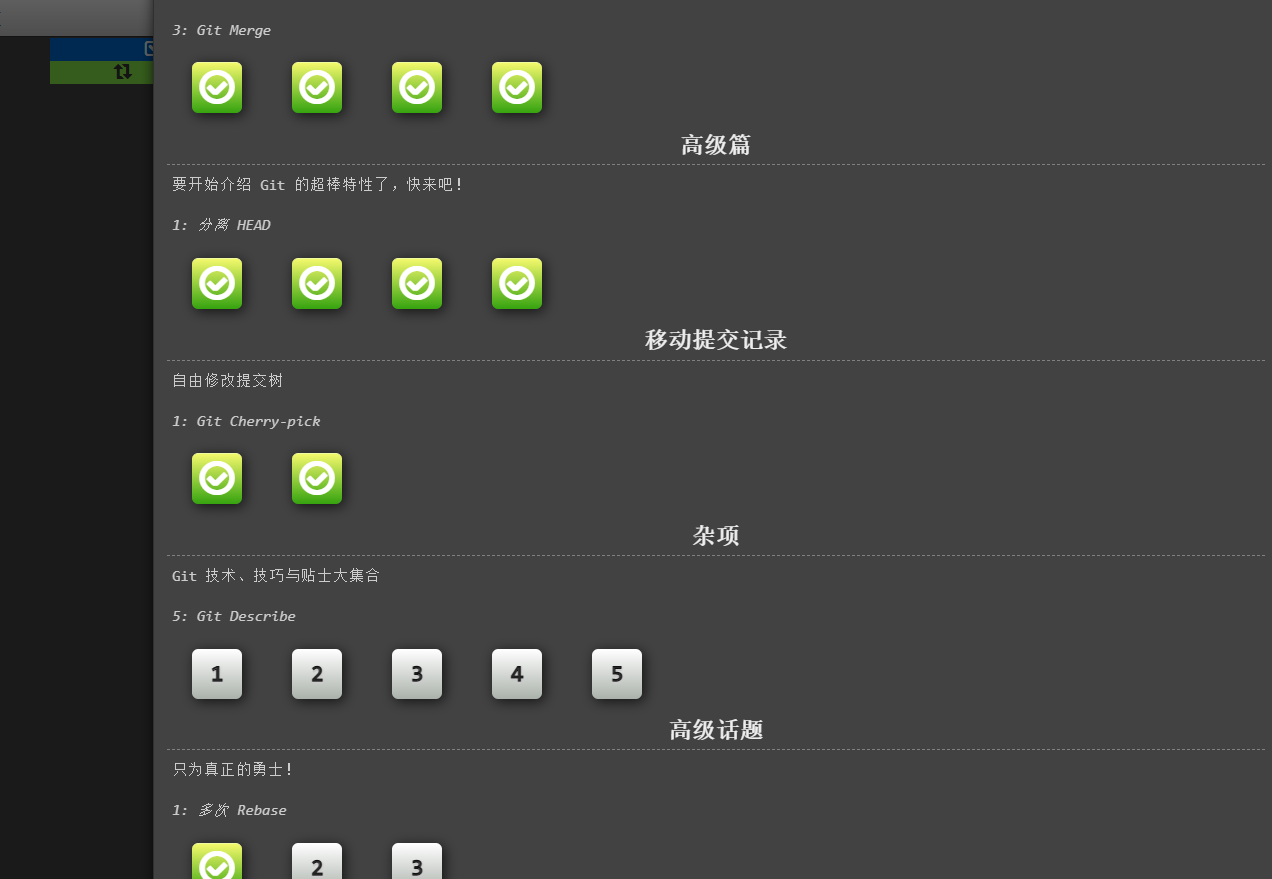 3: Git Merge
高级篇
要开始介绍 Git 的超棒特性了，快来吧！
1: 分离 HEAD
移动提交记录
自由修改提交树
1: Git Cherry-pick
杂项
Git 技术、技巧与贴士大集合
5: Git Describe
1 2 3 4 5
高级话题
只为真正的勇士！
1: 多次 Rebase
2 3